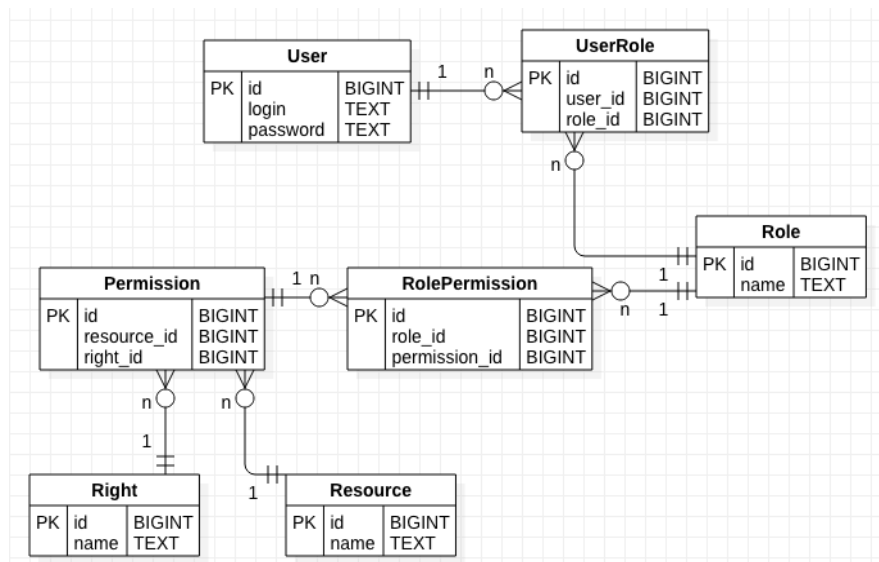 User
PK id BIGINT
login TEXT
password TEXT
1 n
UserRole
PK id BIGINT
user_id BIGINT
role_id BIGINT
n
1
Role
PK id BIGINT
name TEXT
Permission
PK id BIGINT
resource_id BIGINT
right_id BIGINT
1 n
RolePermission
PK id BIGINT
role_id BIGINT
permission_id BIGINT
n 1
n
1
n
1
Right
PK id BIGINT
name TEXT
Resource
PK id BIGINT
name TEXT